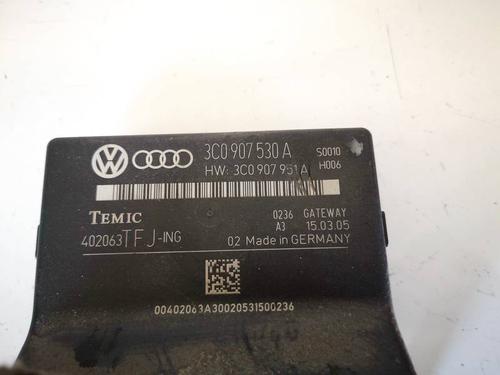 3C0 907 530 A S0010
HW: 3C0 907 951 A H006
TEMIC 0236 GATEWAY
A3 15.03.05
402063TFJ-ING 02 Made in GERMANY
00402063A30020531500236